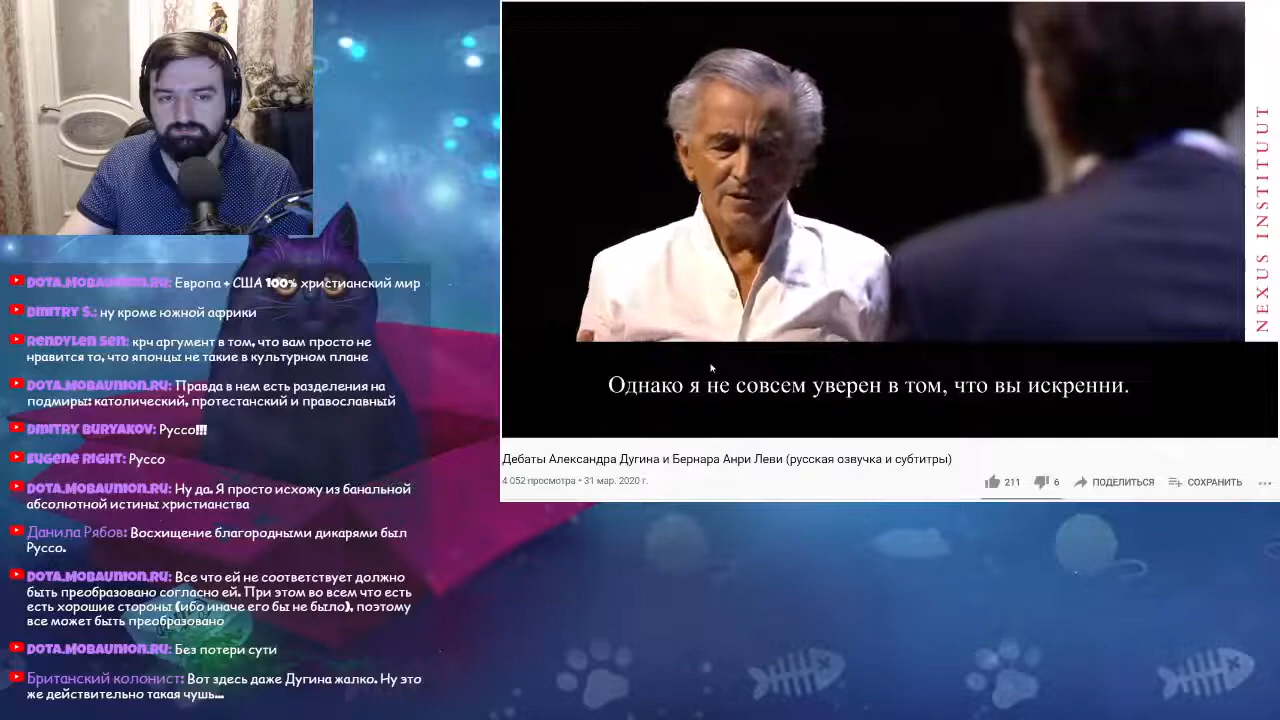 DOTA.MOBAUNION.RU: Европа + США 100% христианский мир
DMITRY S.: ну кроме южной африки
RENDYLEN SEN: крч аргумент в том, что вам просто не
нравится то, что японцы не такие в культурном плане
DOTA.MOBAUNION.RU: Правда в нем есть разделения на
подмиры: католический, протестанский и православный
DMITRY BURYAKOV: Руссо!!!
EUGENE RIGHT: Руссо
DOTA.MOBAUNION.RU: Ну да. Я просто исхожу из банальной
абсолютной истины христианства
Данила Рябов: Восхищение благородными дикарями был
Руссо.
DOTA.MOBAUNION.RU: Все что ей не соответствует должно
быть преобразовано согласно ей. При этом во всем что есть
есть хорошие стороны (ибо иначе его бы не было), поэтому
все может быть преобразовано
DOTA.MOBAUNION.RU: Без потери сути
Британский колонист: Вот здесь даже Дугина жалко. Ну это
же действительно такая чушь...
NEXUS INSTITUUT
Однако я не совсем уверен в том, что вы искренни.
Дебаты Александра Дугина и Бернара Анри Леви (русская озвучка и субтитры)
4 052 просмотра • 31 мар. 2020 г.
211 6 ПОДЕЛИТЬСЯ СОХРАНИТЬ